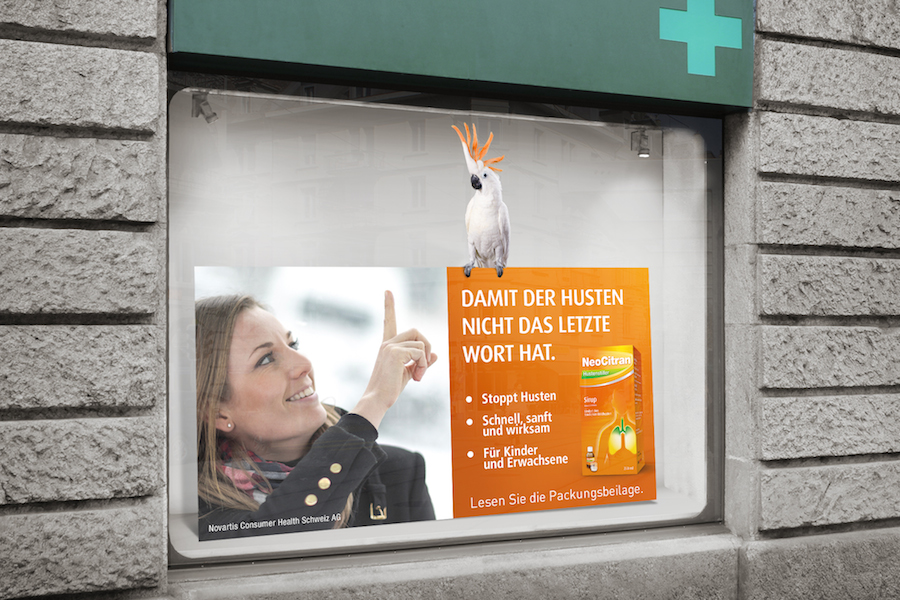 DAMIT DER HUSTEN
NICHT DAS LETZTE
WORT HAT.
NeoCitran
Sirup
• Stoppt Husten
• Schnell, sanft
und wirksam
• Für Kinder
und Erwachsene
Lesen Sie die Packungsbeilage.
Novartis Consumer Health Schweiz AG